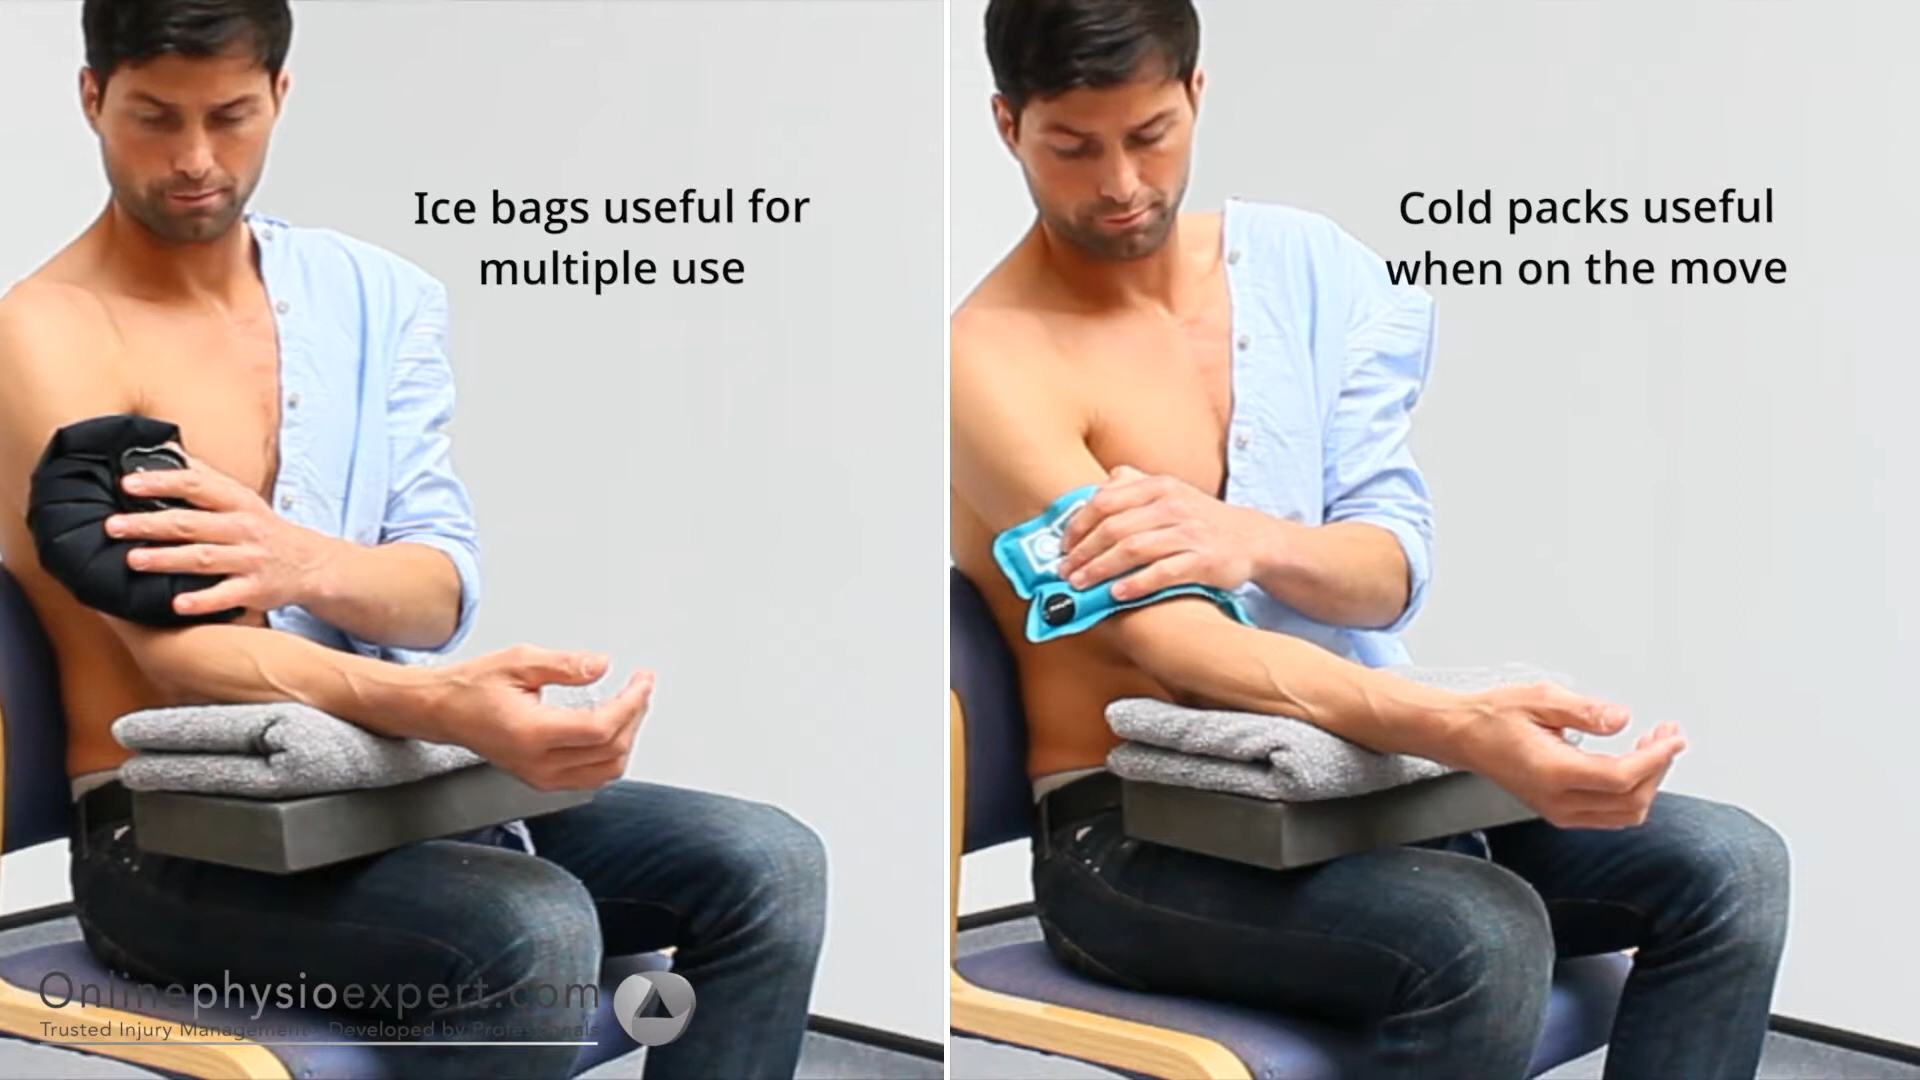 Ice bags useful for
multiple use
Cold packs useful
when on the move
Onlinephysioexpert.com
Trusted Injury Management. Developed by Professionals